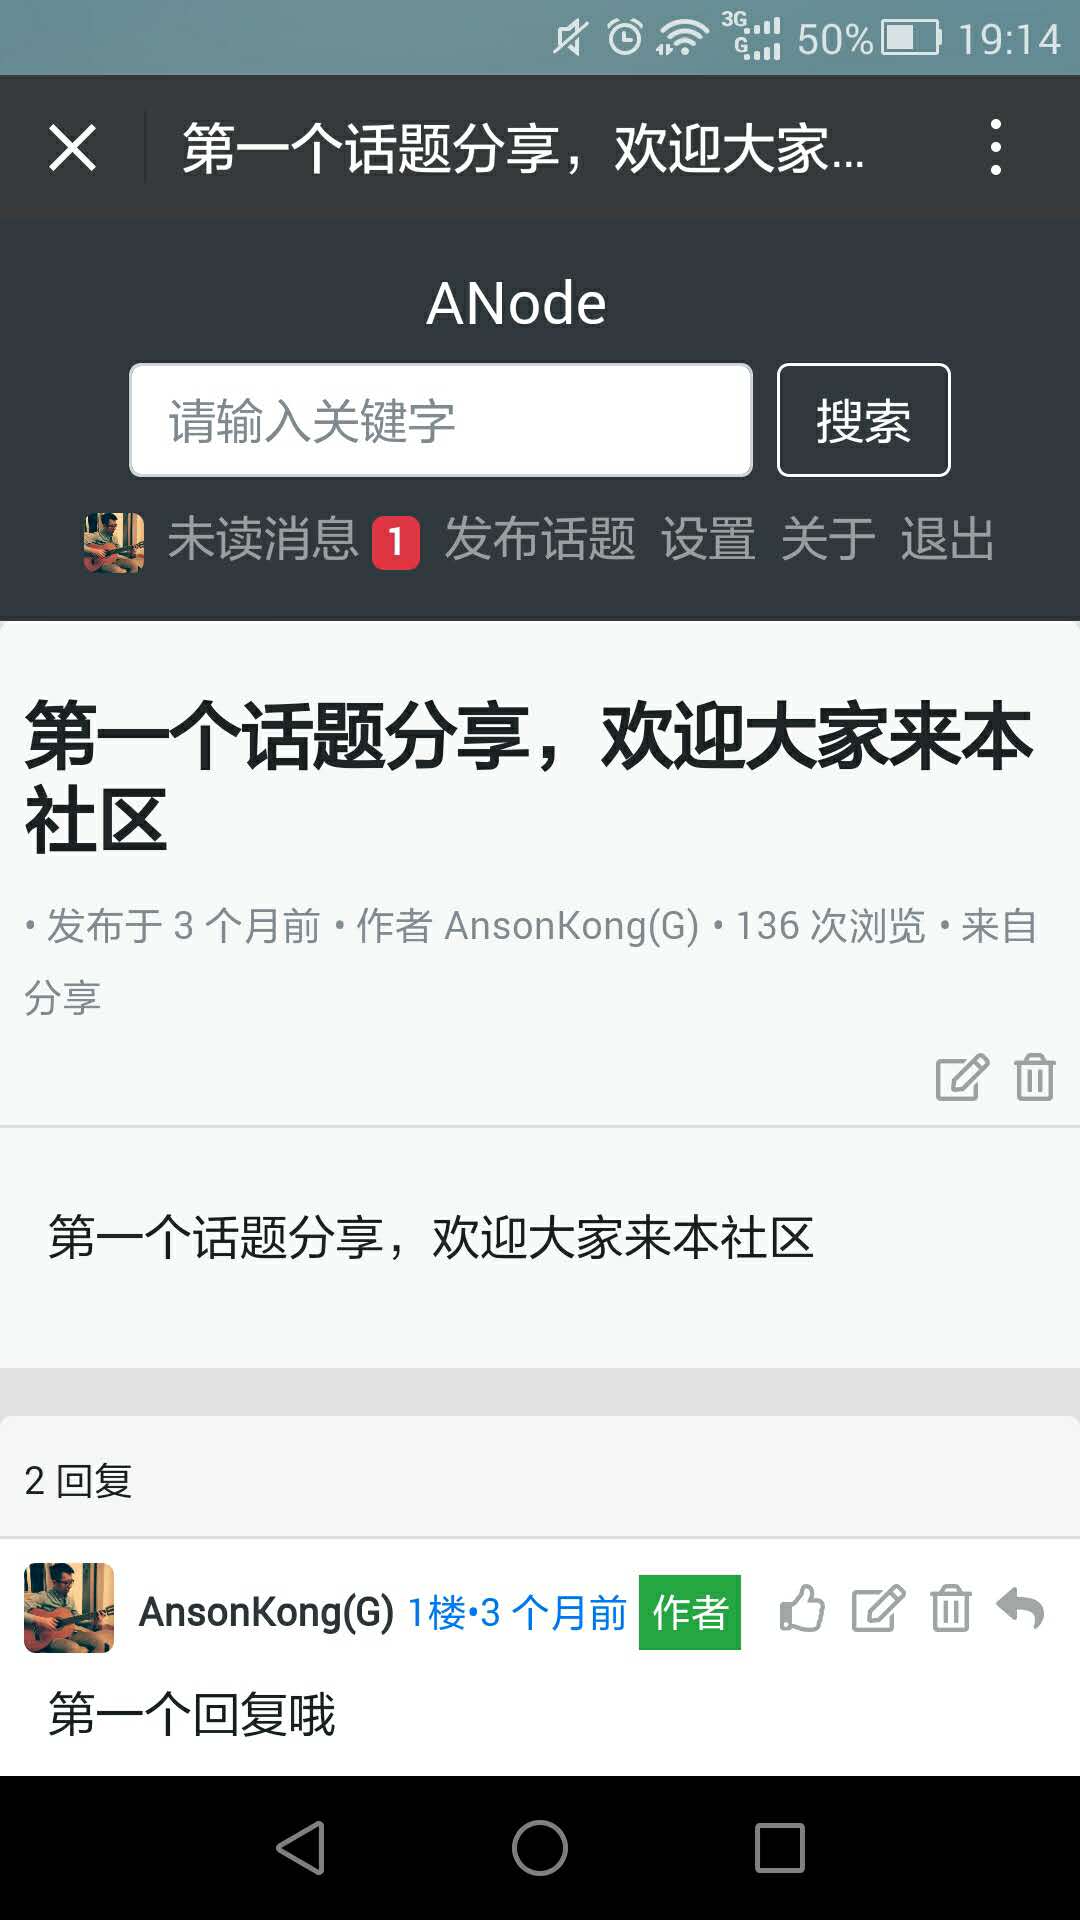 3G G 50% 19:14
第一个话题分享，欢迎大家...
ANode
请输入关键字 搜索
未读消息 1 发布话题 设置 关于 退出
第一个话题分享，欢迎大家来本
社区
• 发布于 3 个月前 • 作者 AnsonKong(G) • 136 次浏览 • 来自
分享
第一个话题分享，欢迎大家来本社区
2 回复
AnsonKong(G) 1楼•3 个月前 作者
第一个回复哦